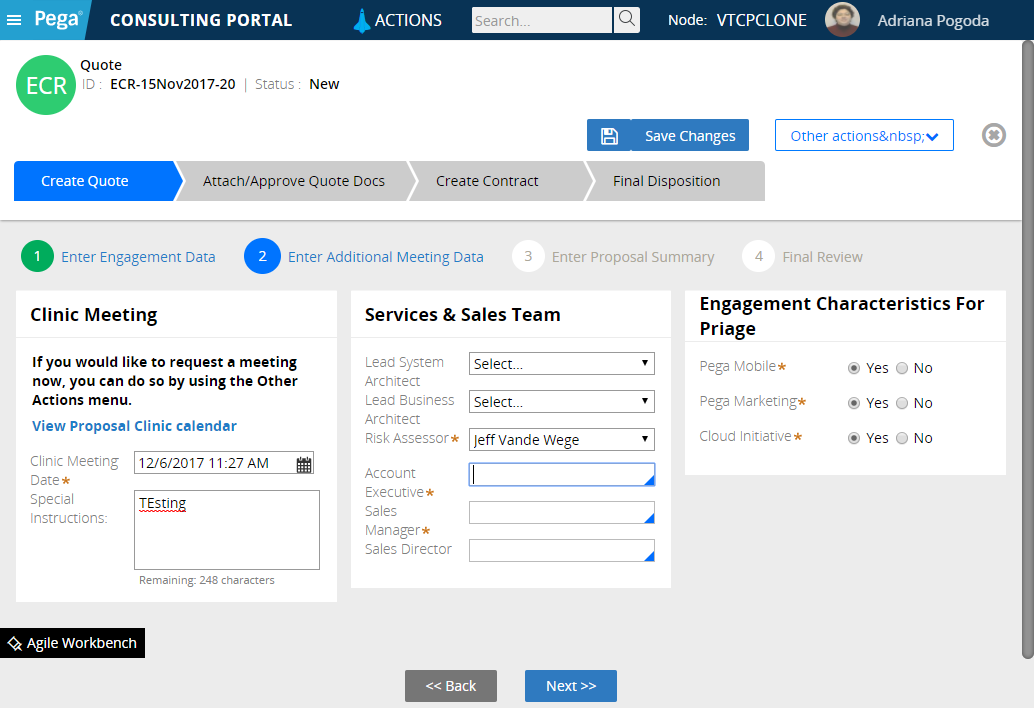 Pega CONSULTING PORTAL ACTIONS Search... Node: VTCPCLONE Adriana Pogoda
ECR
Quote
ID : ECR-15Nov2017-20 | Status : New
Save Changes Other actions&nbsp;
Create Quote Attach/Approve Quote Docs Create Contract Final Disposition
1 Enter Engagement Data 2 Enter Additional Meeting Data 3 Enter Proposal Summary 4 Final Review
Clinic Meeting
If you would like to request a meeting
now, you can do so by using the Other
Actions menu.
View Proposal Clinic calendar
Clinic Meeting
Date* 12/6/2017 11:27 AM
Special
Instructions: TEsting
Remaining: 248 characters
Services & Sales Team
Lead System
Architect Select...
Lead Business
Architect Select...
Risk Assessor* Jeff Vande Wege
Account
Executive*
Sales
Manager*
Sales Director
Engagement Characteristics For
Priage
Pega Mobile* Yes No
Pega Marketing* Yes No
Cloud Initiative* Yes No
Agile Workbench
<< Back Next >>